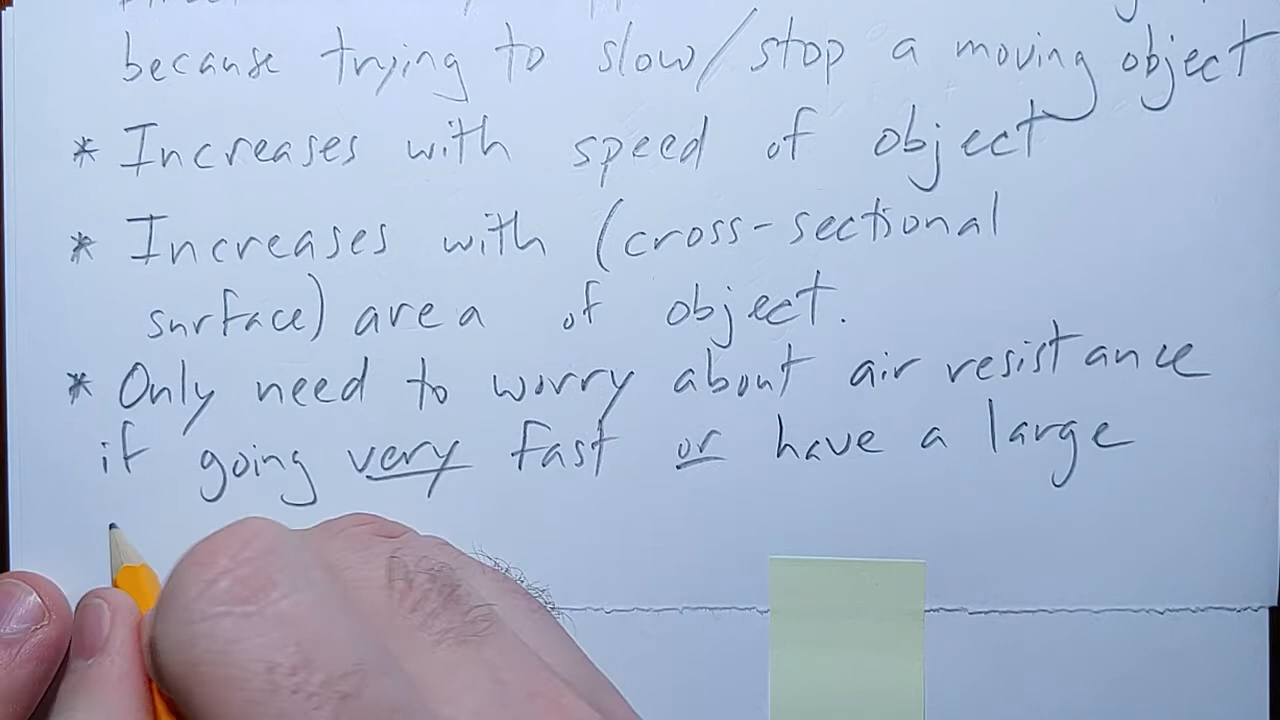 because trying to slow/stop a moving object
* Increases with speed of object
* Increases with (cross-sectional
surface) area of object.
* Only need to worry about air resistance
if going very fast or have a large